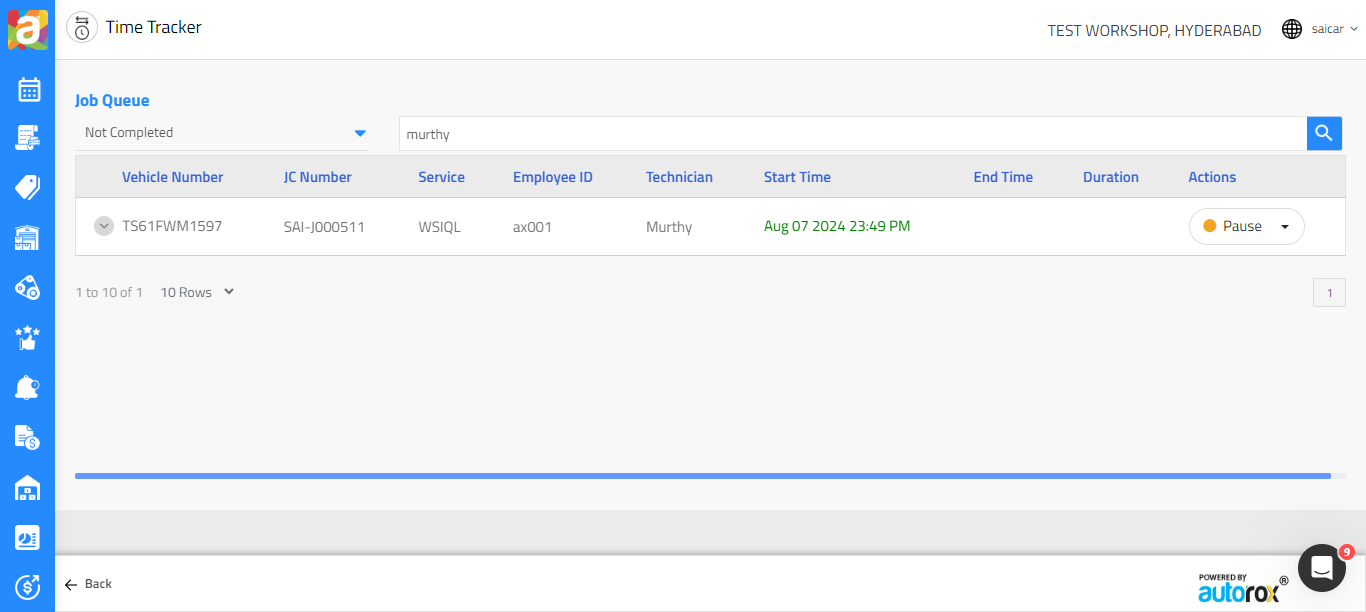 a
Time Tracker
TEST WORKSHOP, HYDERABAD
saicar
Job Queue
Not Completed
murthy
Vehicle Number JC Number Service Employee ID Technician Start Time End Time Duration Actions
TS61FWM1597 SAI-J000511 WSIQL ax001 Murthy Aug 07 2024 23:49 PM Pause
1 to 10 of 1 10 Rows 1
9
Back
POWERED BY
autorox®